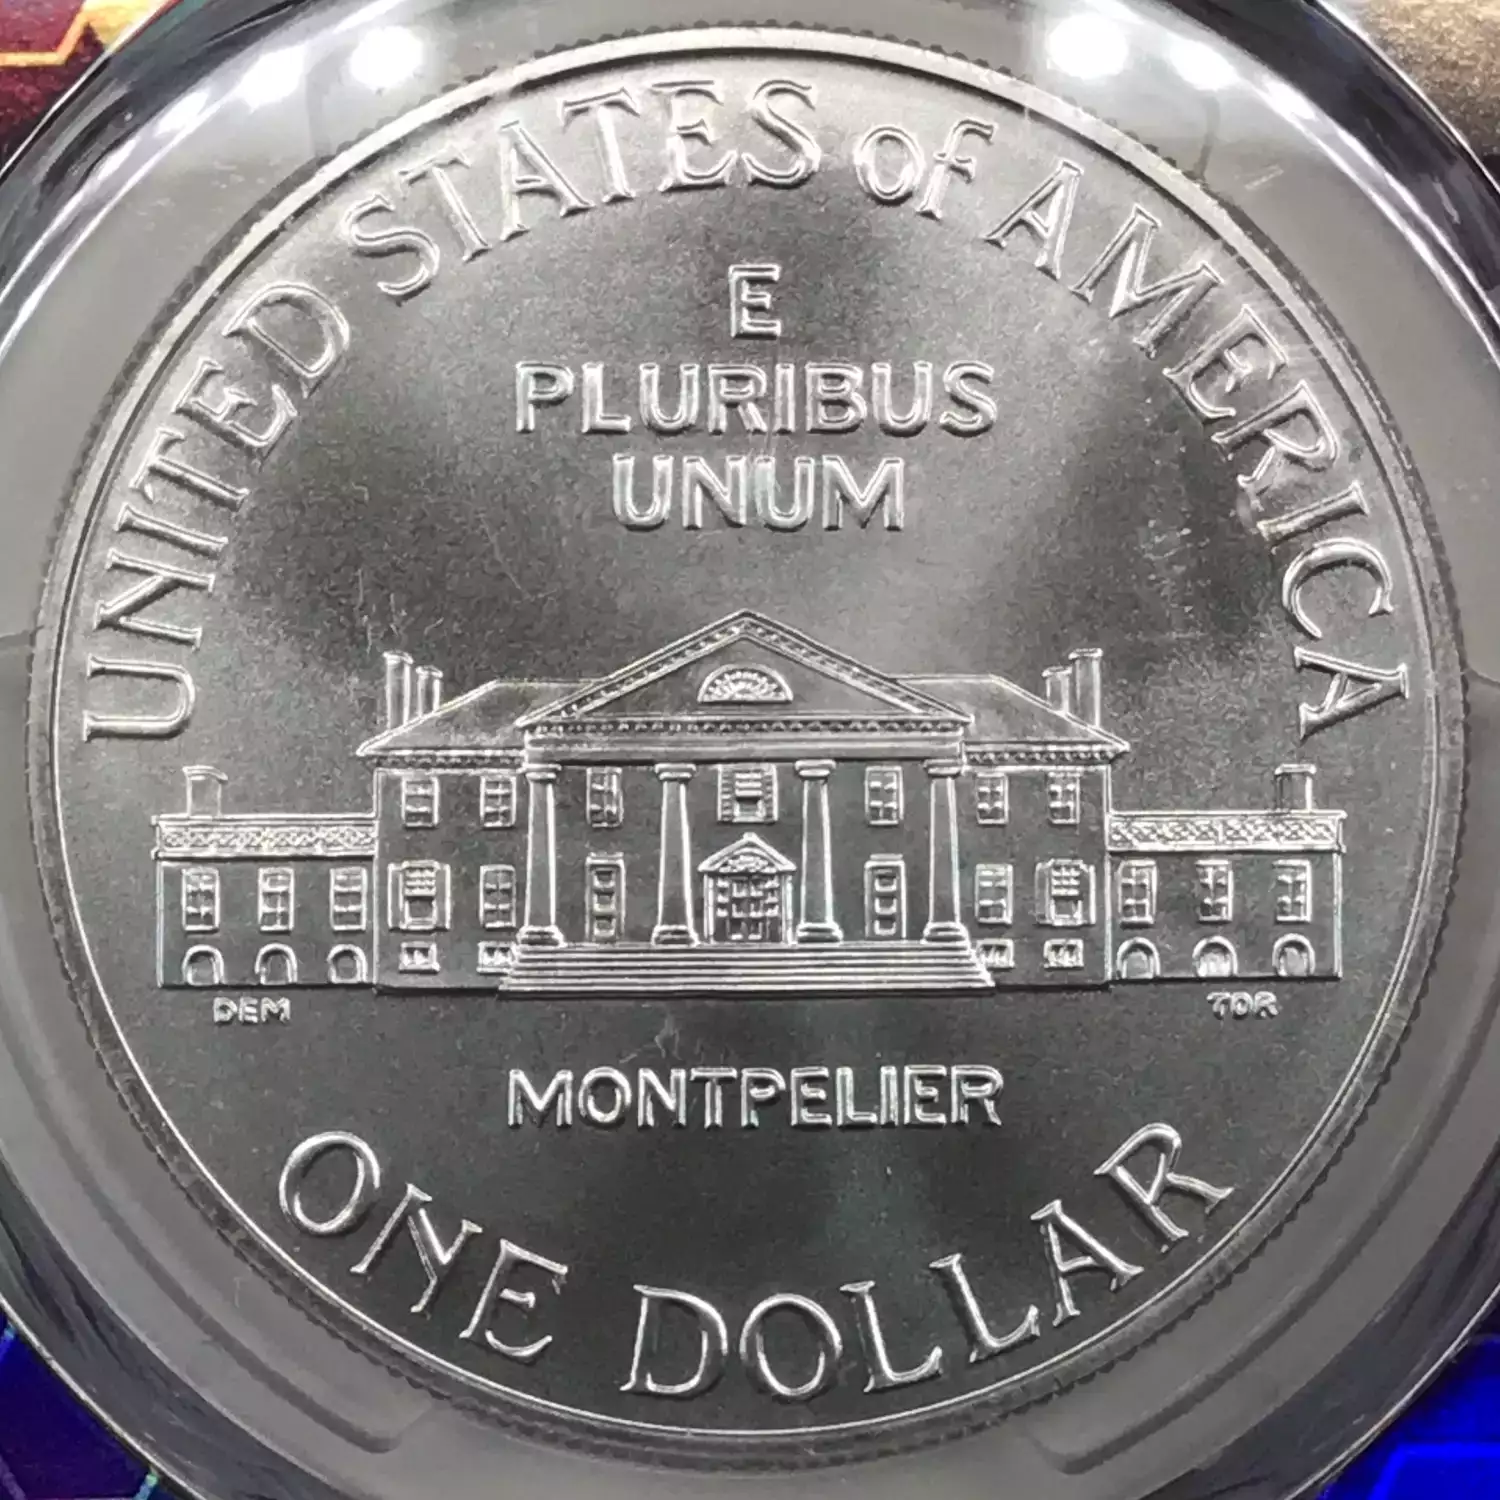 UNITED STATES of AMERICA
E
PLURIBUS
UNUM
DEM
TDR
MONTPELIER
ONE DOLLAR